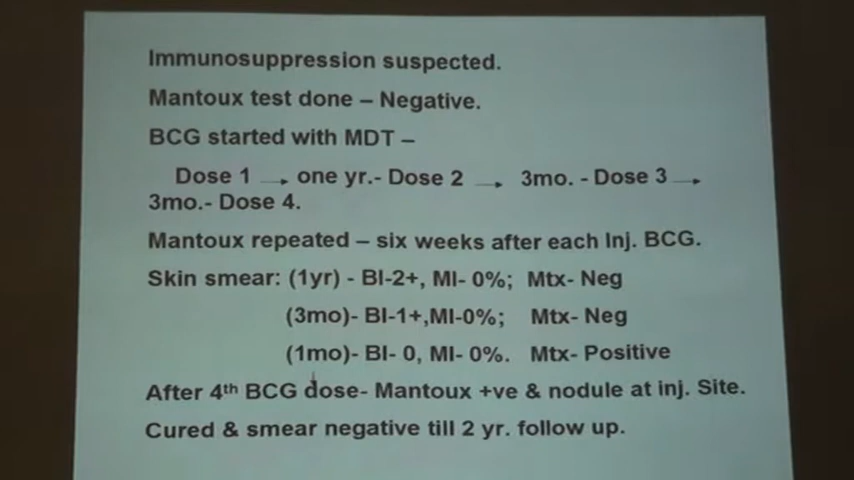 Immunosuppression suspected.
Mantoux test done – Negative.
BCG started with MDT –
Dose 1 → one yr.- Dose 2 → 3mo. - Dose 3 →
3mo.- Dose 4.
Mantoux repeated – six weeks after each Inj. BCG.
Skin smear: (1yr) - BI-2+, MI- 0%; Mtx- Neg
(3mo)- BI-1+,MI-0%; Mtx- Neg
(1mo)- BI- 0, MI- 0%. Mtx- Positive
After 4th BCG dose- Mantoux +ve & nodule at inj. Site.
Cured & smear negative till 2 yr. follow up.